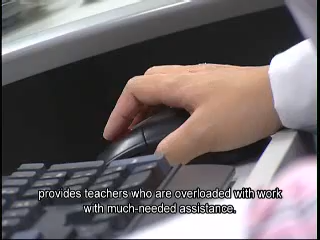 provides teachers who are overloaded with work
with much-needed assistance.